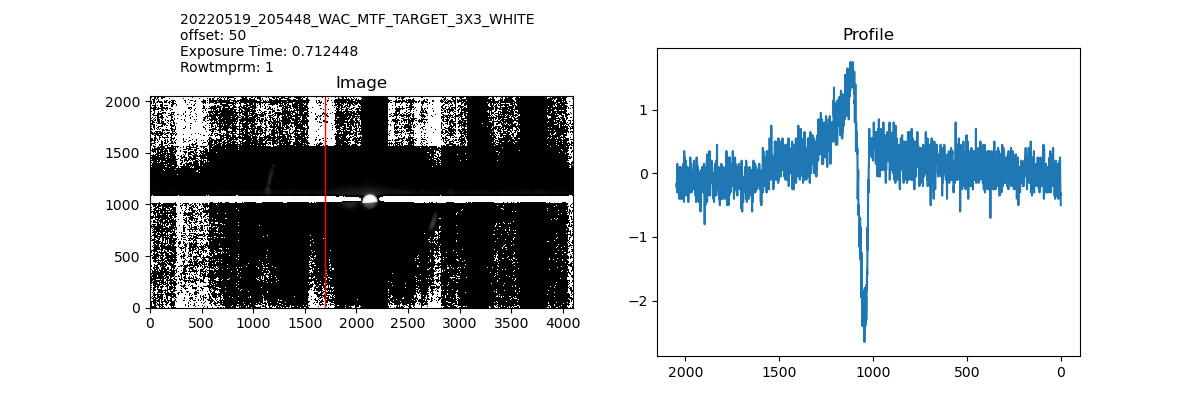 20220519_205448_WAC_MTF_TARGET_3X3_WHITE
offset: 50
Exposure Time: 0.712448
Rowtmprm: 1
Image
2000
1500
1000
500
0
0 500 1000 1500 2000 2500 3000 3500 4000
Profile
1
0
−1
−2
2000 1500 1000 500 0